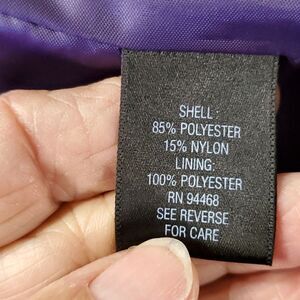 SHELL:
85% POLYESTER
15% NYLON
LINING:
100% POLYESTER
RN 94468
SEE REVERSE
FOR CARE